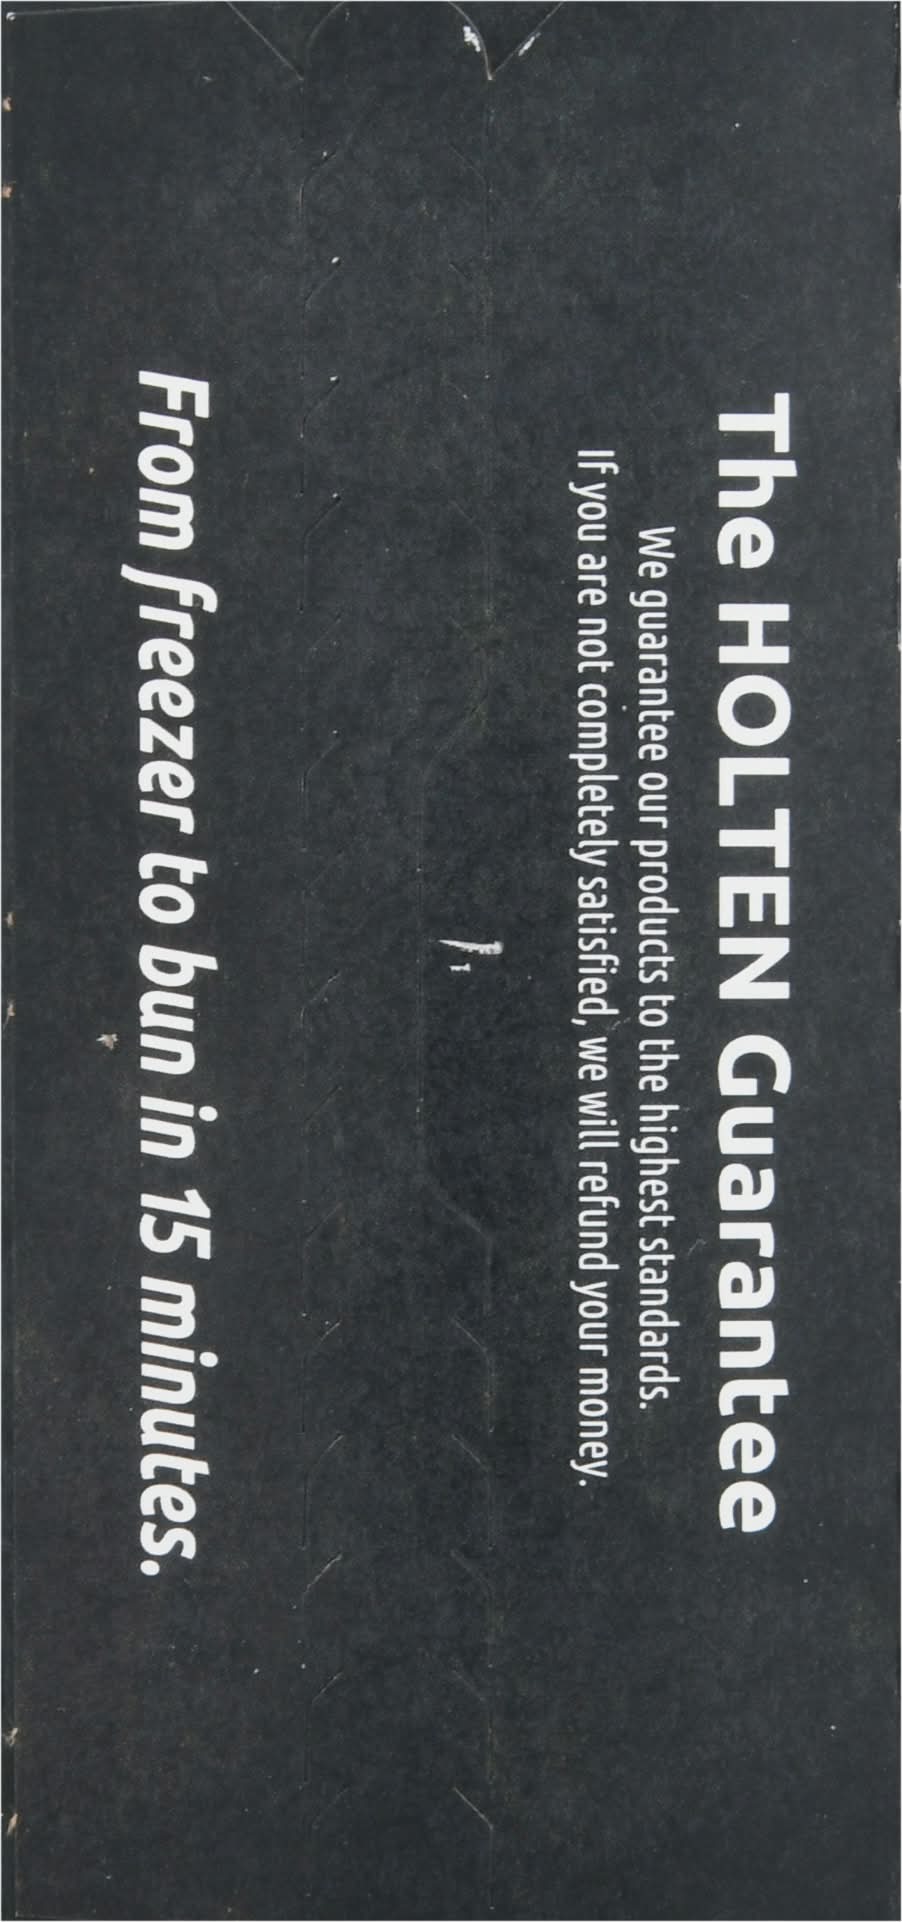 The HOLTEN Guarantee
We guarantee our products to the highest standards.
If you are not completely satisfied, we will refund your money.
From freezer to bun in 15 minutes.